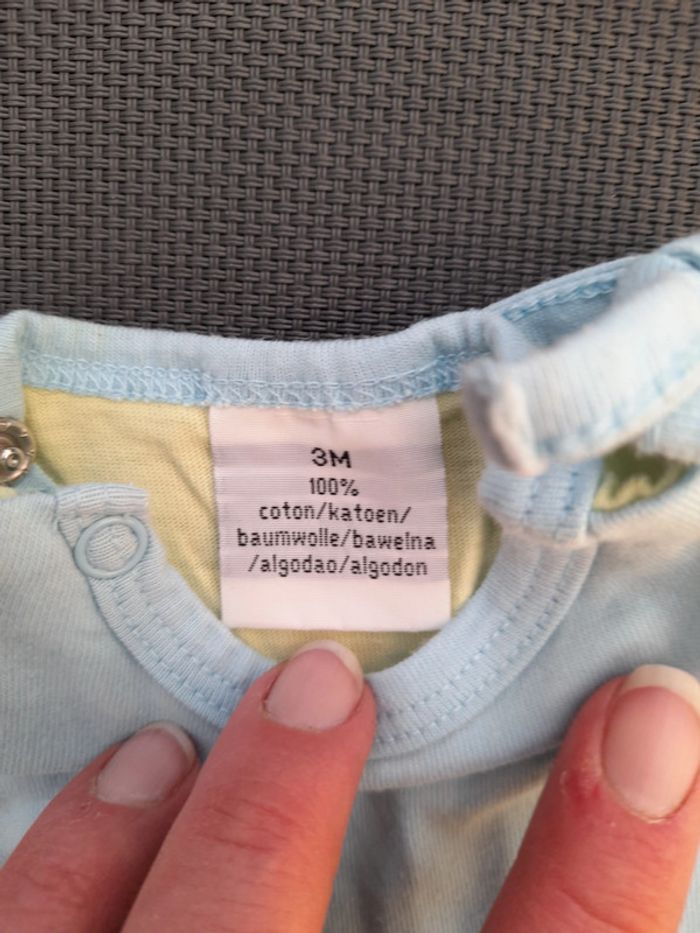 3M
100%
coton/katoen/
baumwolle/bawelna
/algodao/algodon